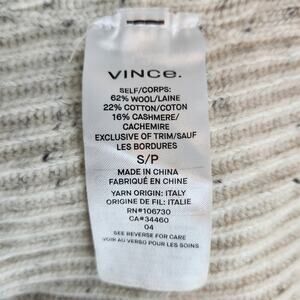 VINCE.
SELF/CORPS:
62% WOOL/LAINE
22% COTTON/COTON
16% CASHMERE/
CACHEMIRE
EXCLUSIVE OF TRIM/SAUF
LES BORDURES
S/P
MADE IN CHINA
FABRIQUÉ EN CHINE
YARN ORIGIN: ITALY
ORIGINE DE FIL: ITALIE
RN#106730
CA#34460
04
SEE REVERSE FOR CARE
VOIR AU VERSO POUR LES SOINS